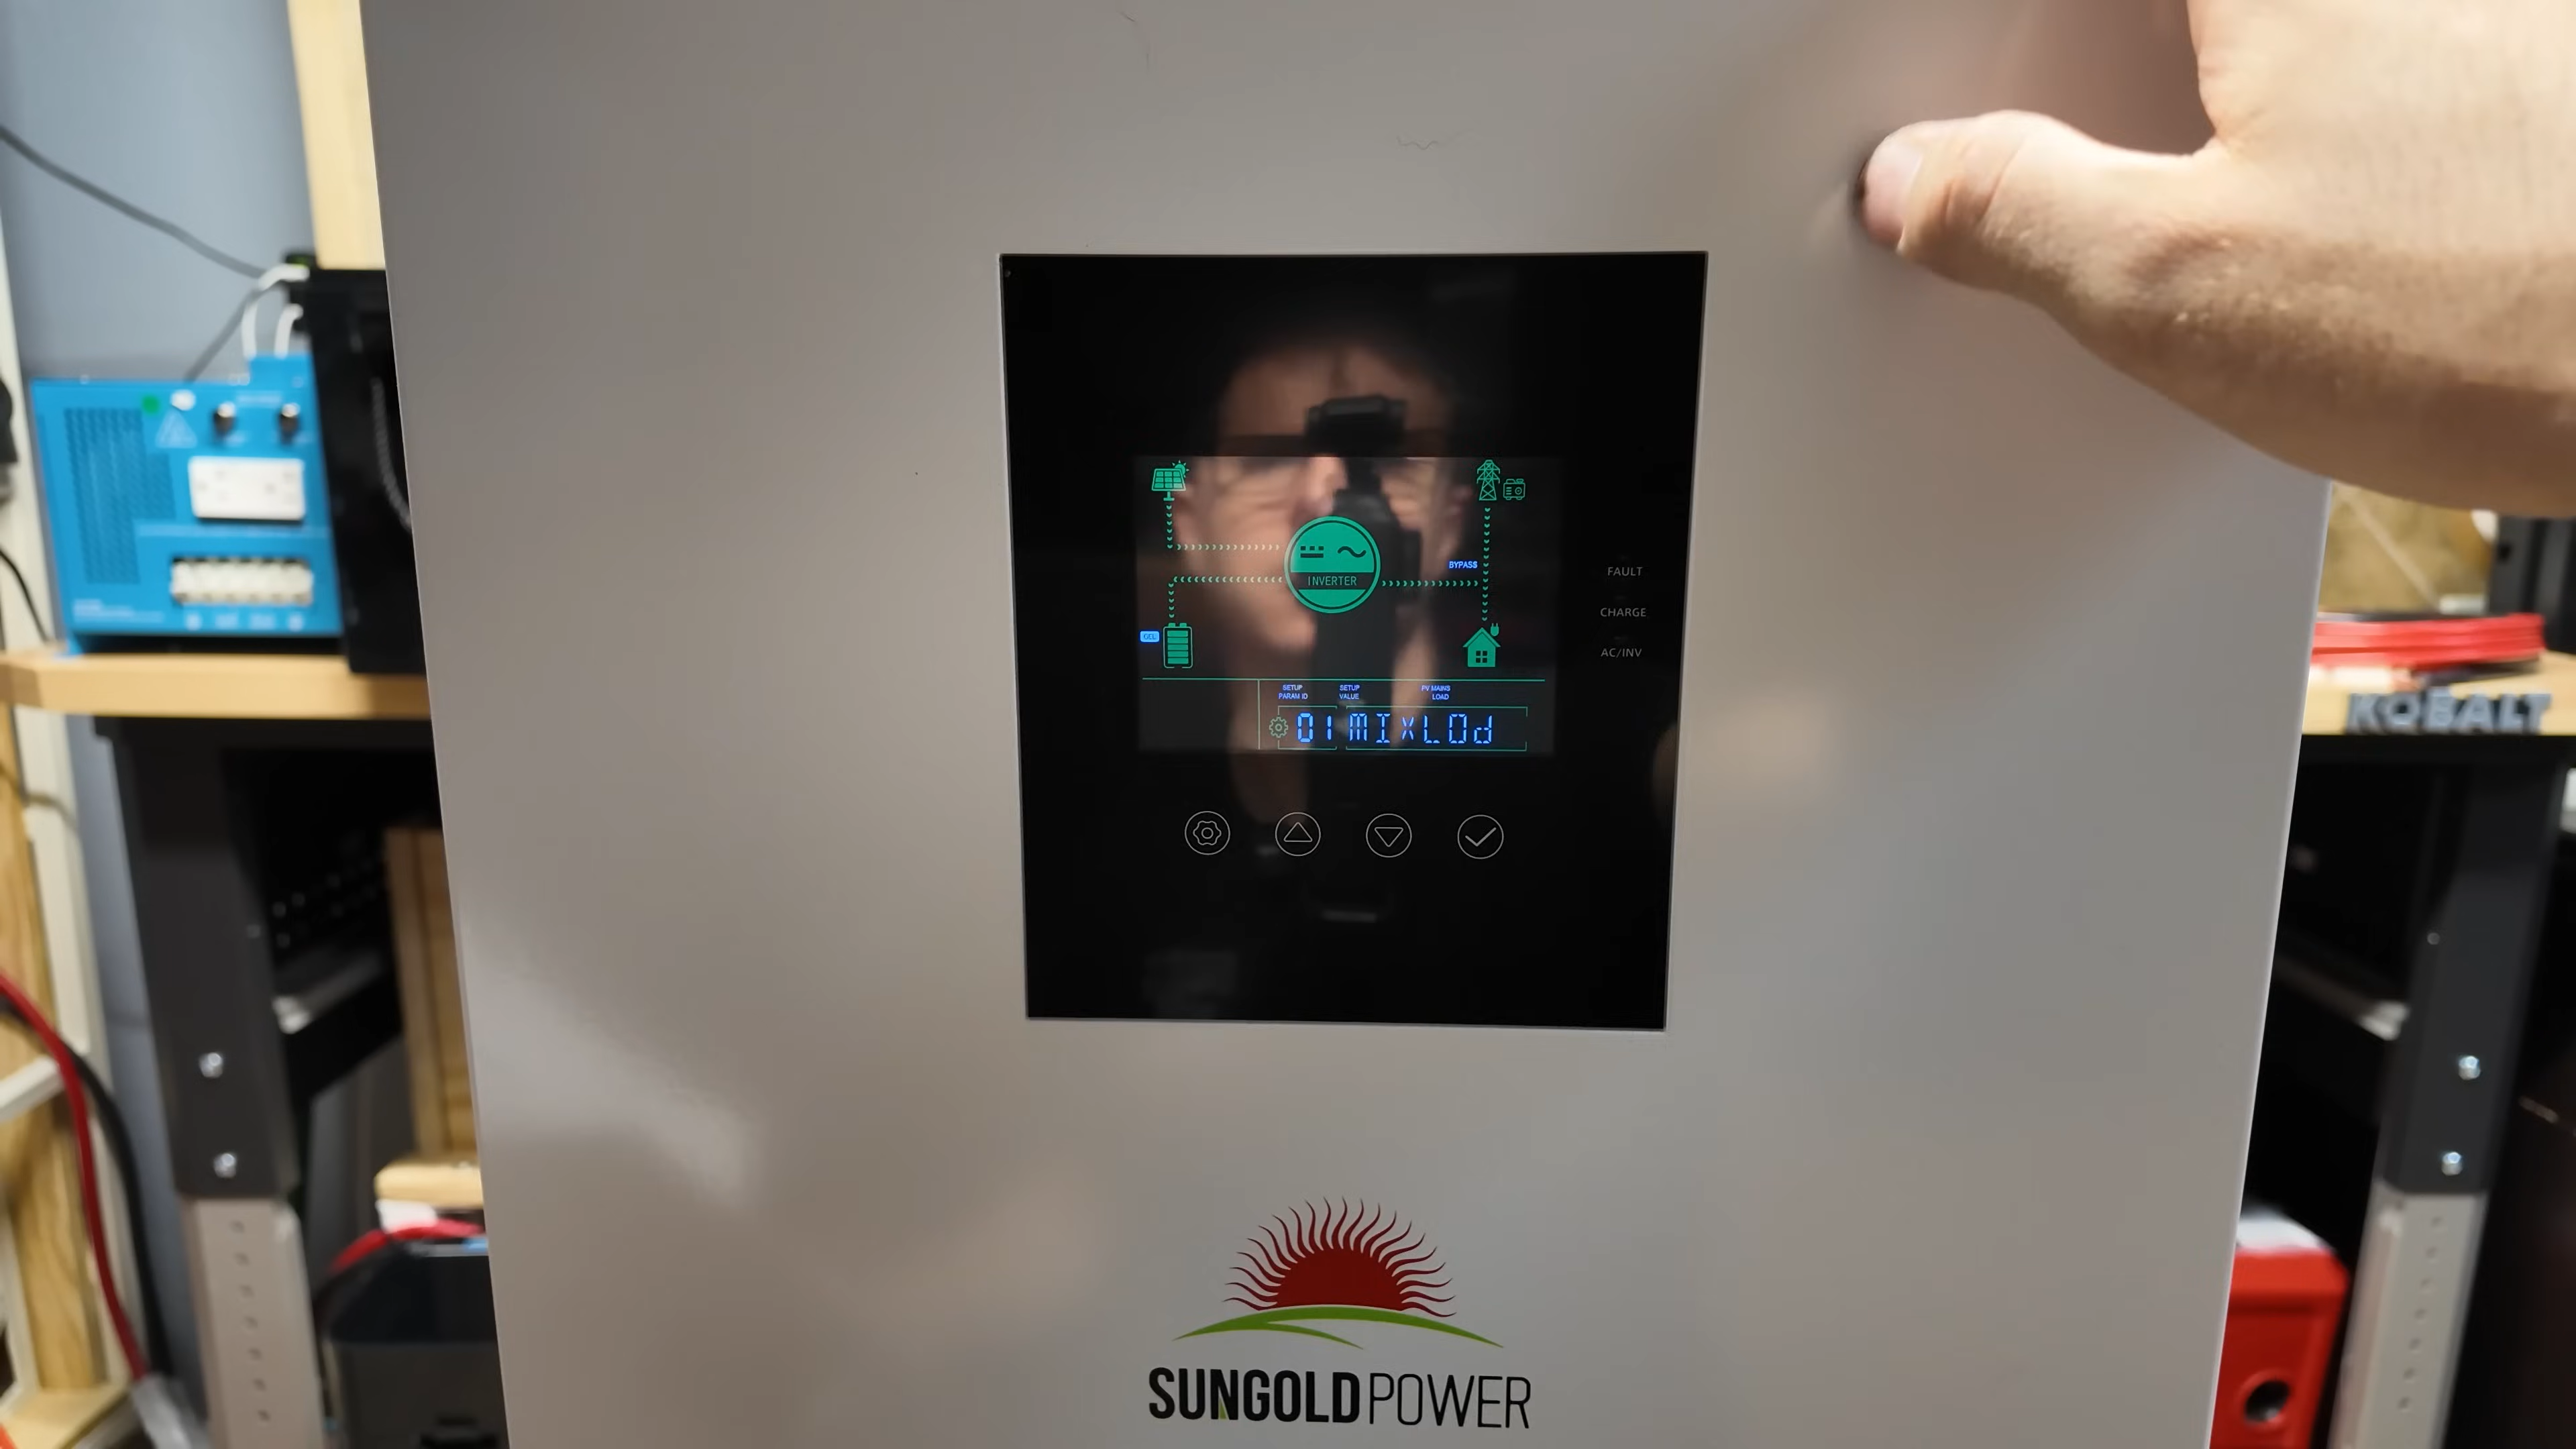 BYPASS
INVERTER
FAULT
CHARGE
AC/INV
SETUP
PARAM ID
SETUP
VALUE
PV MAINS
LOAD
01 MIXLOd
KOBALT
SUNGOLDPOWER